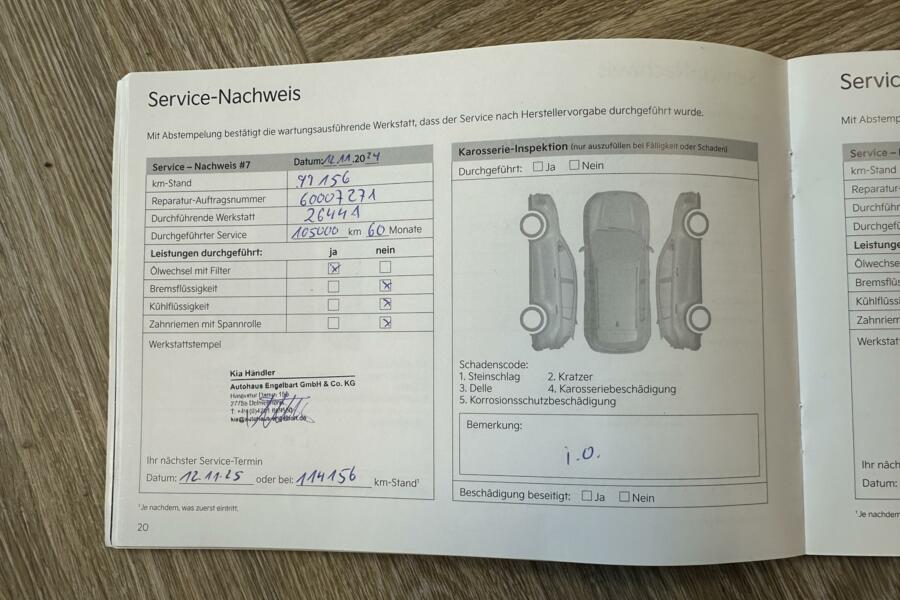 Service-Nachweis
Mit Abstempelung bestätigt die wartungsausführende Werkstatt, dass der Service nach Herstellervorgabe durchgeführt wurde.
Service – Nachweis #7 Datum: 12.11.2024
km-Stand 99156
Reparatur-Auftragsnummer 60007271
Durchführende Werkstatt 26441
Durchgeführter Service 105000 km 60 Monate
Leistungen durchgeführt: ja nein
Ölwechsel mit Filter
Bremsflüssigkeit
Kühlflüssigkeit
Zahnriemen mit Spannrolle
Werkstattstempel
Kia Händler
Autohaus Engelbart GmbH & Co. KG
Ihr nächster Service-Termin
Datum: 12.11.25 oder bei: 114156 km-Stand¹
¹Je nachdem, was zuerst eintritt.
20
Karosserie-Inspektion (nur auszufüllen bei Fälligkeit oder Schaden)
Durchgeführt: Ja Nein
Schadenscode:
1. Steinschlag 2. Kratzer
3. Delle 4. Karosseriebeschädigung
5. Korrosionsschutzbeschädigung
Bemerkung:
i.O.
Beschädigung beseitigt: Ja Nein
Servic
Mit Abstemp
Service –
km-Stand
Reparatur-
Durchführ
Durchgefü
Leistunge
Ölwechse
Bremsflüs
Kühlflüssi
Zahnrieme
Werkstat
Ihr näch
Datum:
¹Je nachdem